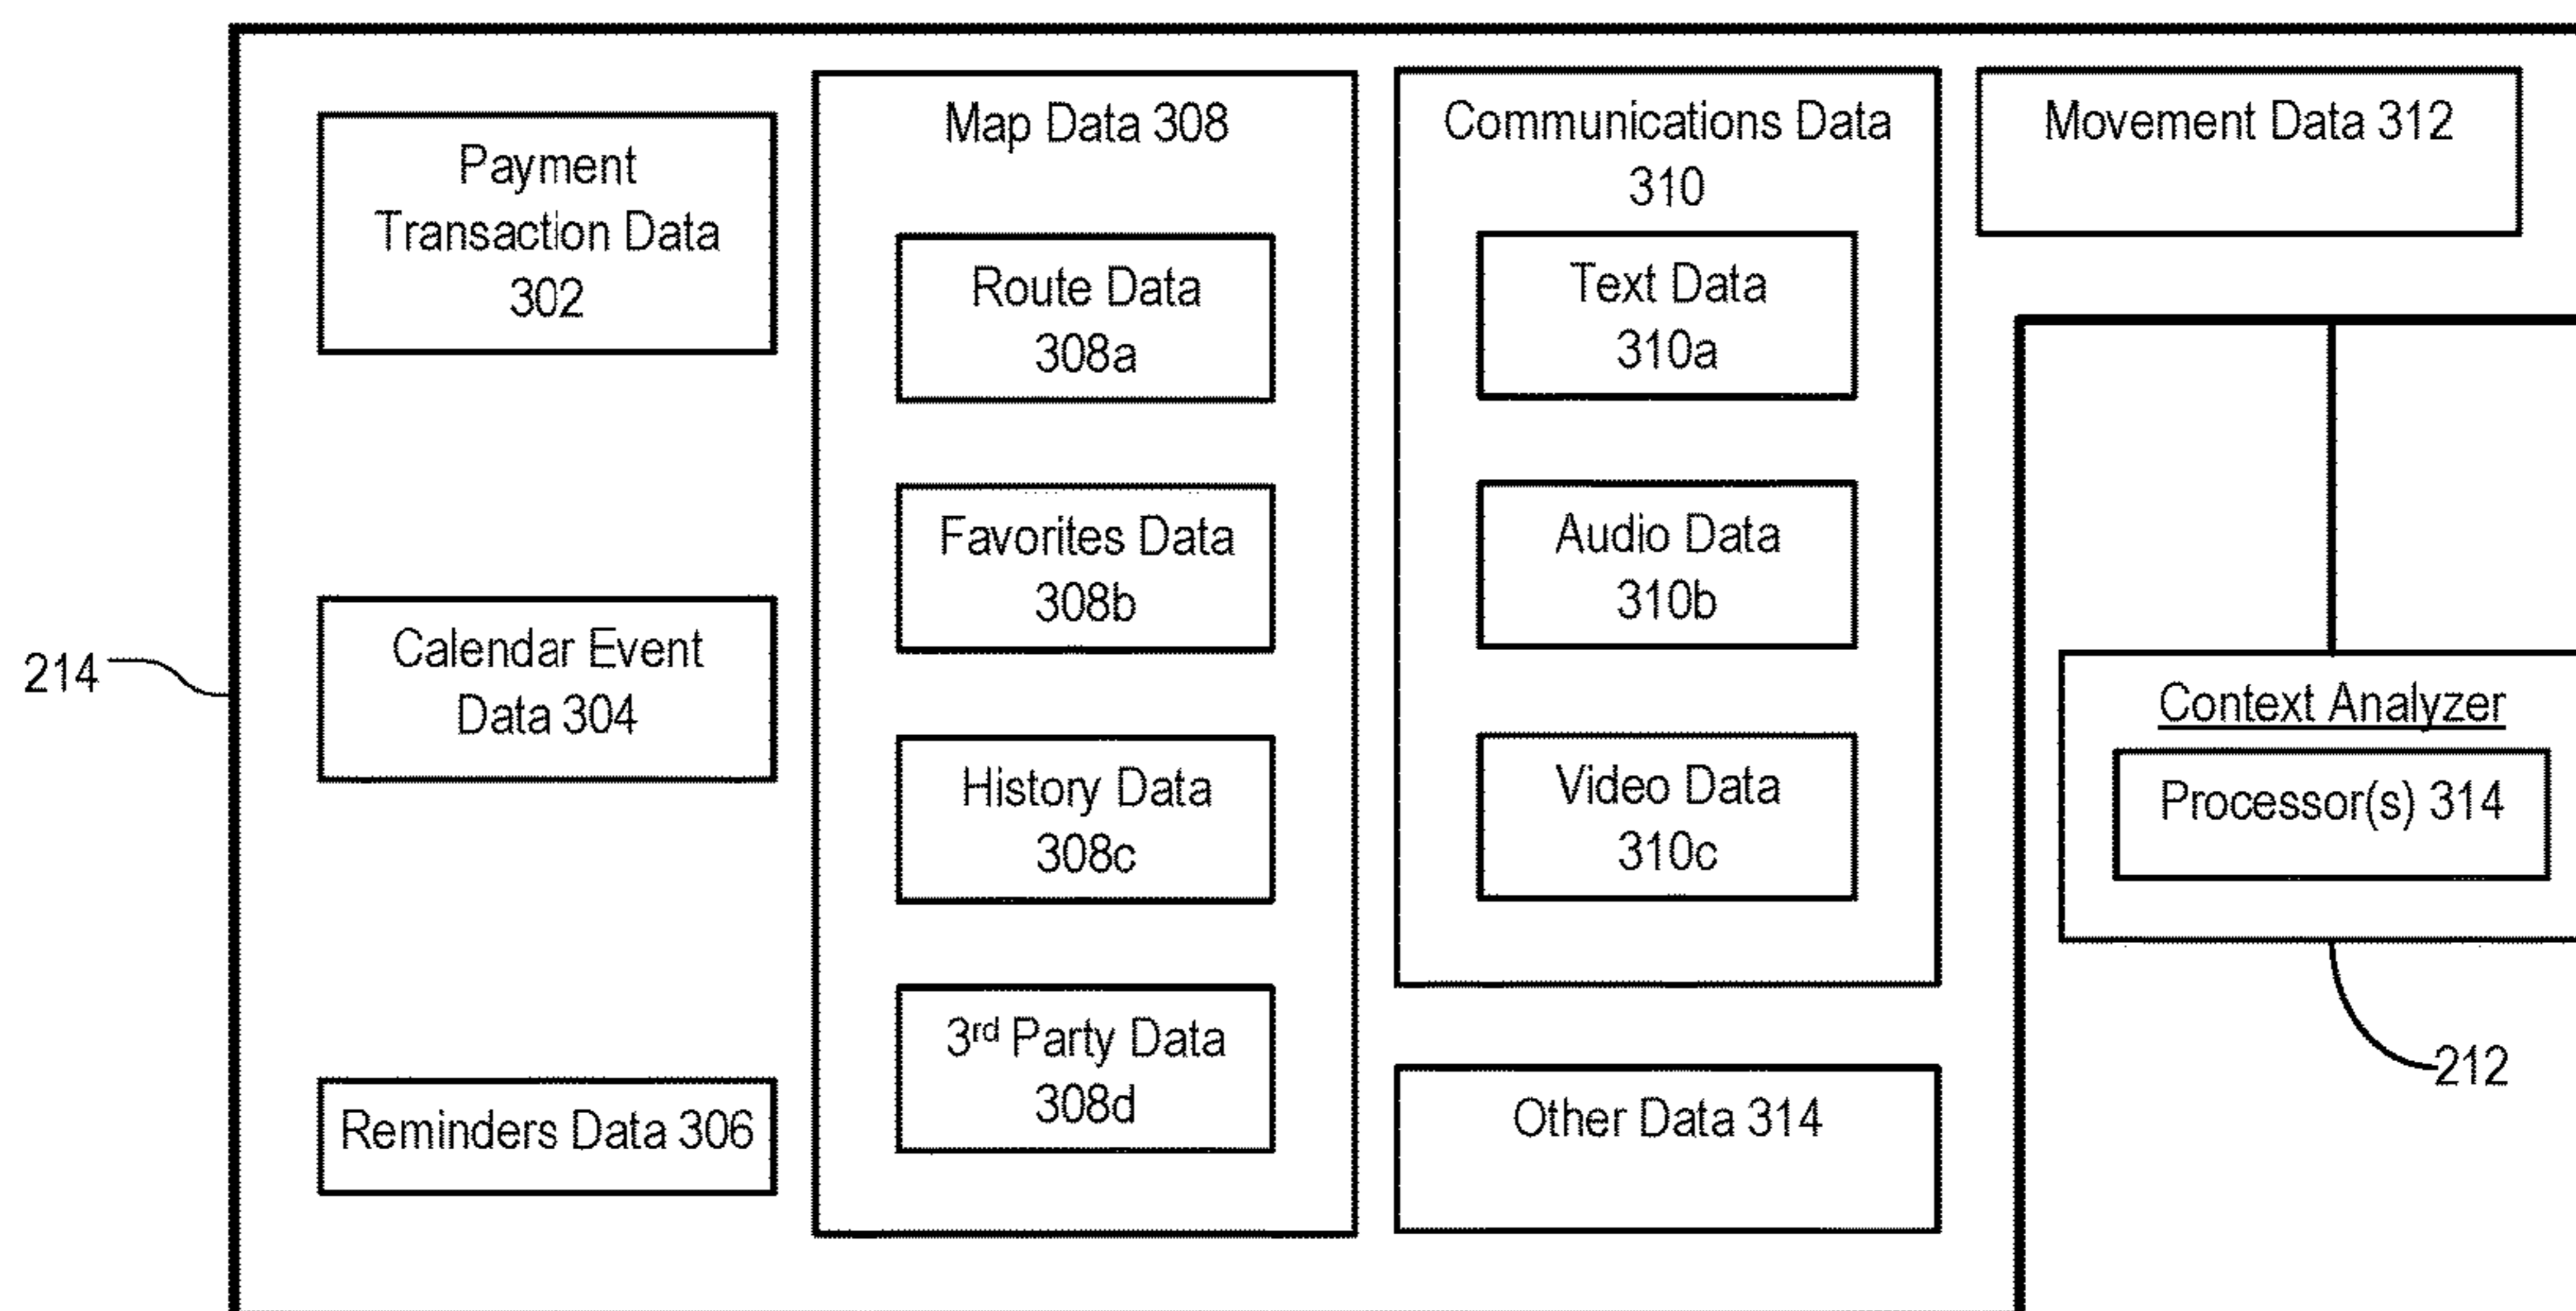 Payment
Transaction Data
302
Calendar Event
Data 304
Reminders Data 306
Map Data 308
Route Data
308a
Favorites Data
308b
History Data
308c
3rd Party Data
308d
Communications Data
310
Text Data
310a
Audio Data
310b
Video Data
310c
Other Data 314
Movement Data 312
Context Analyzer
Processor(s) 314
214
212